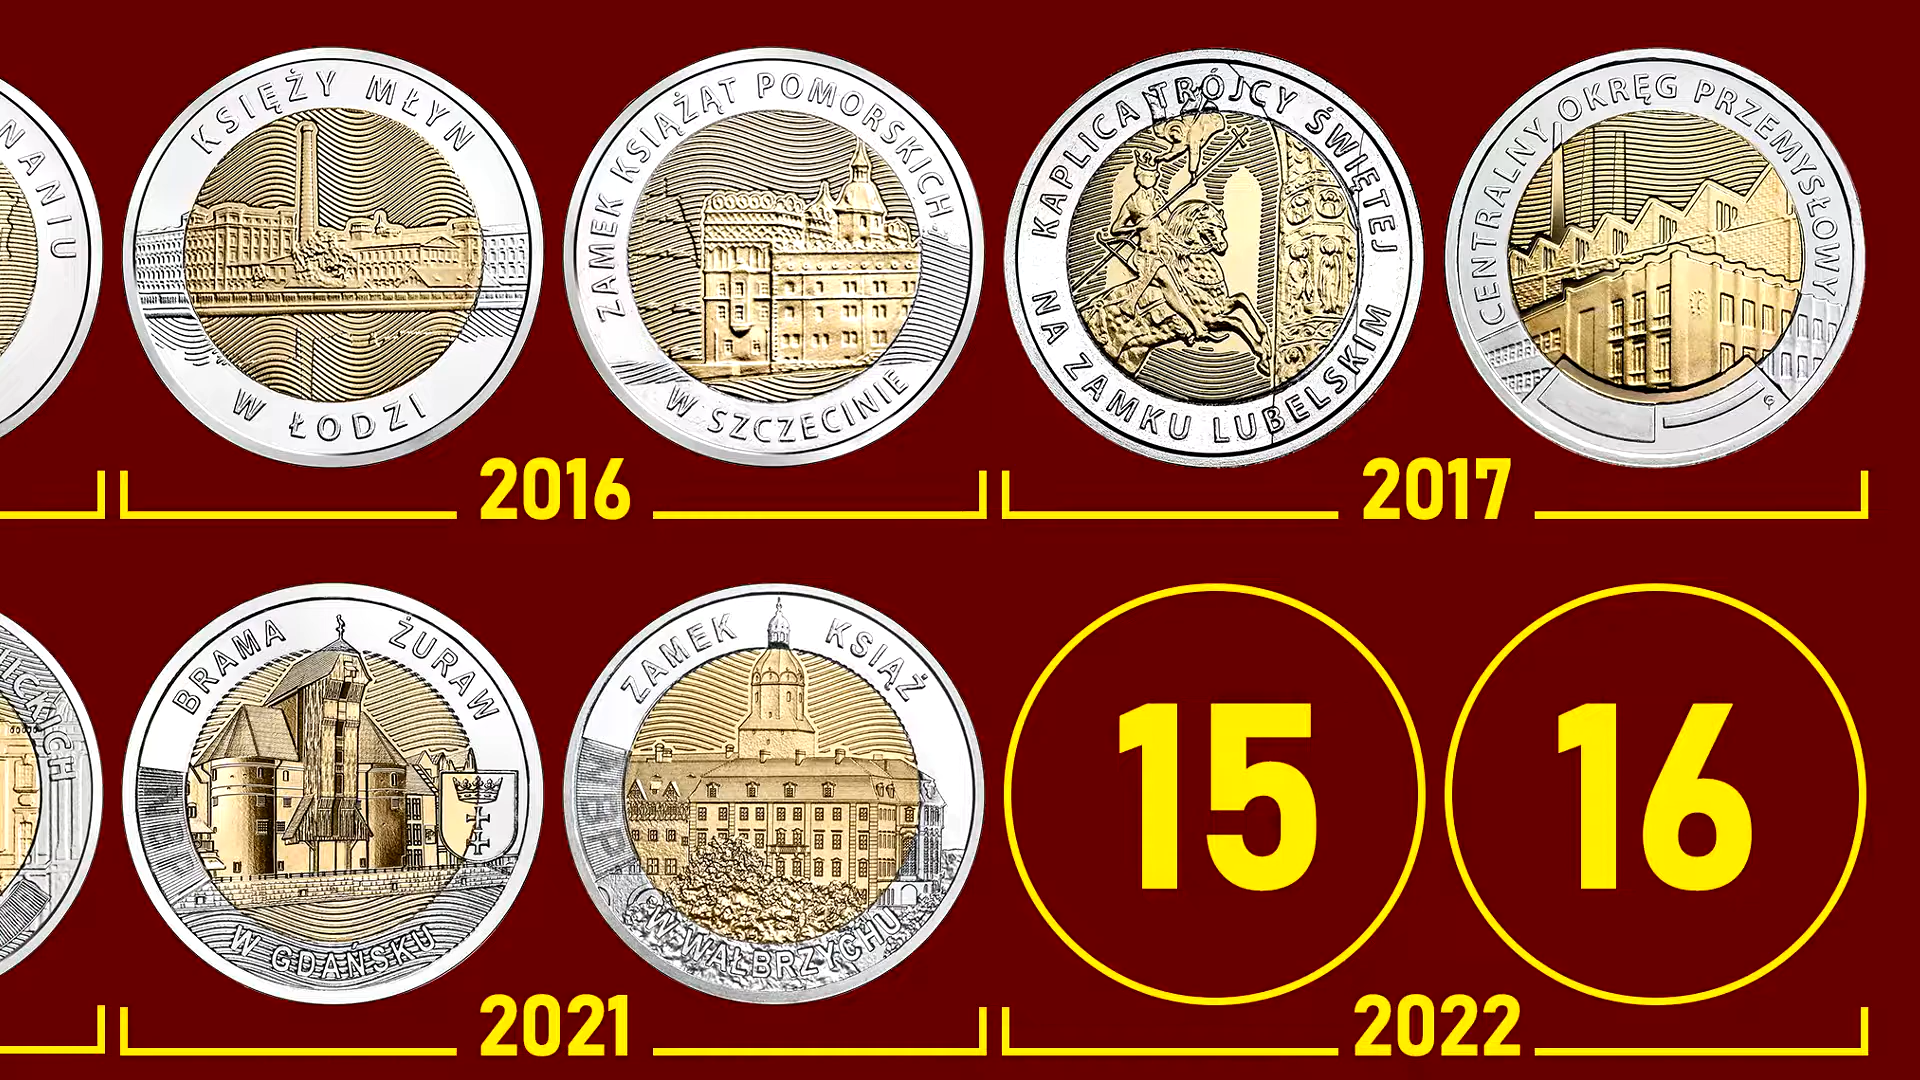 NANIU
KSIĘŻY MŁYN
W ŁODZI
ZAMEK KSIĄŻĄT POMORSKICH
W SZCZECINIE
KAPLICA TRÓJCY ŚWIĘTEJ
NA ZAMKU LUBELSKIM
CENTRALNY OKRĘG PRZEMYSŁOWY
2016
2017
ICKICH
BRAMA ŻURAW
W GDAŃSKU
ZAMEK KSIĄŻ
W WAŁBRZYCHU
15
16
2021
2022